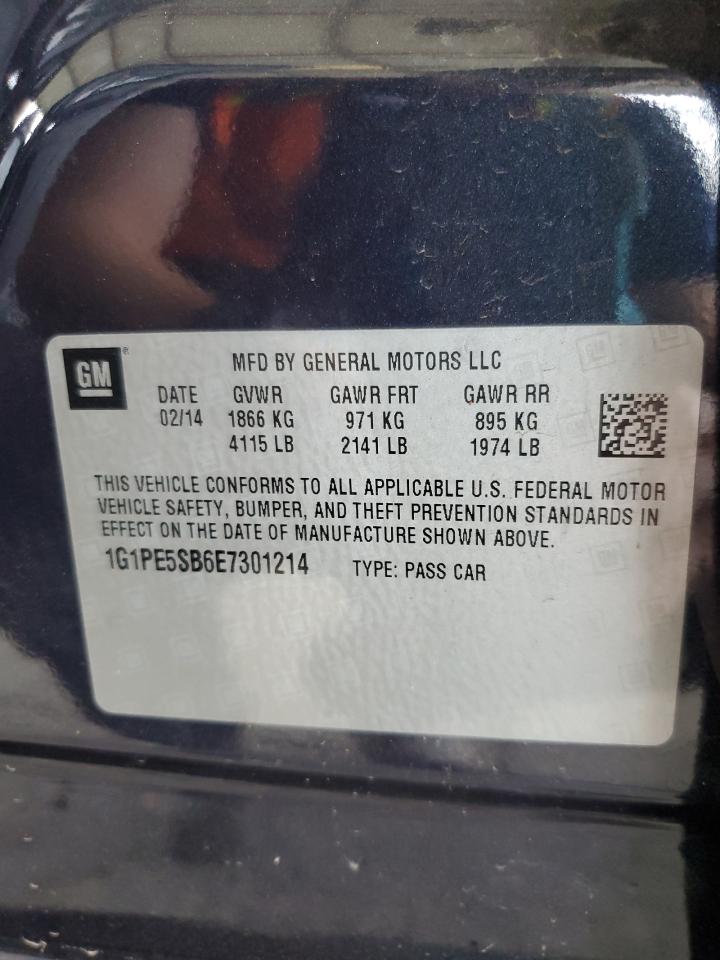 GM®
MFD BY GENERAL MOTORS LLC
DATE GVWR GAWR FRT GAWR RR
02/14 1866 KG 971 KG 895 KG
4115 LB 2141 LB 1974 LB
THIS VEHICLE CONFORMS TO ALL APPLICABLE U.S. FEDERAL MOTOR
VEHICLE SAFETY, BUMPER, AND THEFT PREVENTION STANDARDS IN
EFFECT ON THE DATE OF MANUFACTURE SHOWN ABOVE.
1G1PE5SB6E7301214 TYPE: PASS CAR